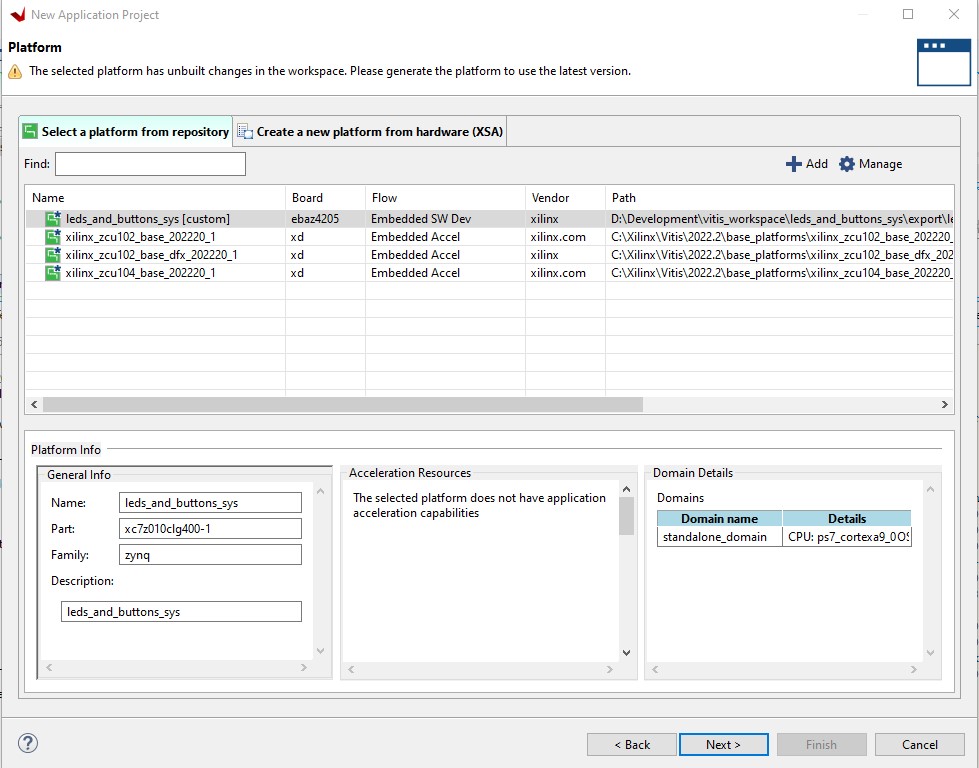 New Application Project
Platform
The selected platform has unbuilt changes in the workspace. Please generate the platform to use the latest version.
Select a platform from repository
Create a new platform from hardware (XSA)
Find:
Add
Manage
Name Board Flow Vendor Path
leds_and_buttons_sys [custom] ebaz4205 Embedded SW Dev xilinx D:\Development\vitis_workspace\leds_and_buttons_sys\export\le
xilinx_zcu102_base_202220_1 xd Embedded Accel xilinx.com C:\Xilinx\Vitis\2022.2\base_platforms\xilinx_zcu102_base_202220_
xilinx_zcu102_base_dfx_202220_1 xd Embedded Accel xilinx C:\Xilinx\Vitis\2022.2\base_platforms\xilinx_zcu102_base_dfx_202
xilinx_zcu104_base_202220_1 xd Embedded Accel xilinx.com C:\Xilinx\Vitis\2022.2\base_platforms\xilinx_zcu104_base_202220_
Platform Info
General Info
Name: leds_and_buttons_sys
Part: xc7z010clg400-1
Family: zynq
Description:
leds_and_buttons_sys
Acceleration Resources
The selected platform does not have application
acceleration capabilities
Domain Details
Domains
Domain name Details
standalone_domain CPU: ps7_cortexa9_0OS
< Back
Next >
Finish
Cancel